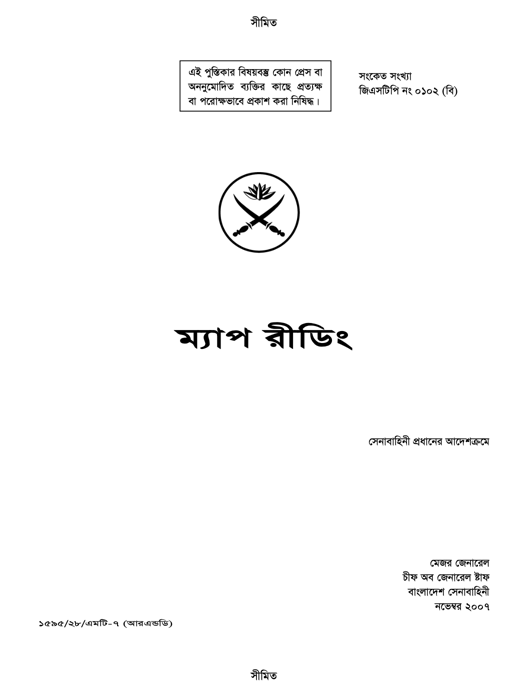 সীমিত
এই পুস্তিকার বিষয়বস্তু কোন প্রেস বা
অননুমোদিত ব্যক্তির কাছে প্রত্যক্ষ
বা পরোক্ষভাবে প্রকাশ করা নিষিদ্ধ ।
সংকেত সংখ্যা
জিএসটিপি নং ০১০২ (বি)
ম্যাপ রীডিং
সেনাবাহিনী প্রধানের আদেশক্রমে
মেজর জেনারেল
চীফ অব জেনারেল ষ্টাফ
বাংলাদেশ সেনাবাহিনী
নভেম্বর ২০০৭
১৫৯৫/২৮/এমটি-৭ (আরএন্ডডি)
সীমিত